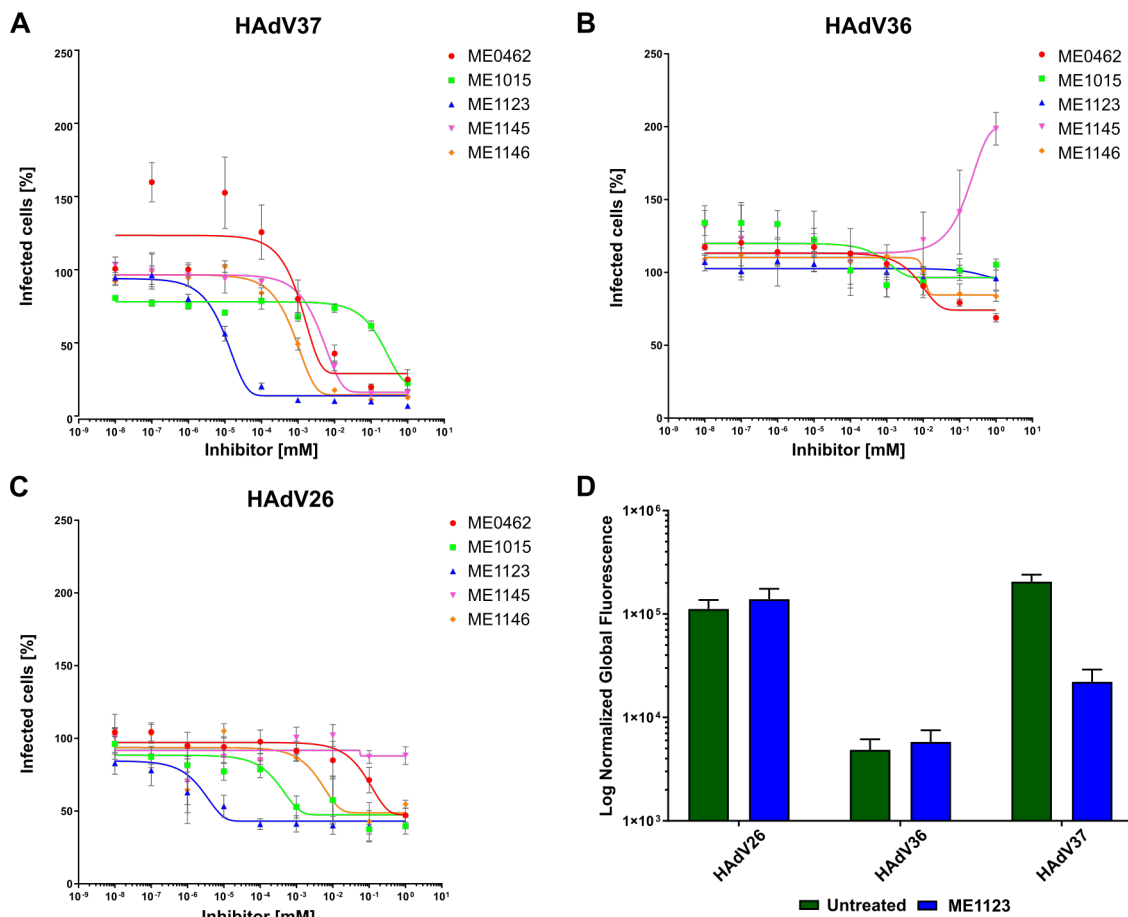 A
HAdV37
250
200
150
100
50
0
Infected cells [%]
10-9 10-8 10-7 10-6 10-5 10-4 10-3 10-2 10-1 100 101
Inhibitor [mM]
ME0462
ME1015
ME1123
ME1145
ME1146
B
HAdV36
250
200
150
100
50
0
Infected cells [%]
10-9 10-8 10-7 10-6 10-5 10-4 10-3 10-2 10-1 100 101
Inhibitor [mM]
ME0462
ME1015
ME1123
ME1145
ME1146
C
HAdV26
250
200
150
100
50
0
Infected cells [%]
10-9 10-8 10-7 10-6 10-5 10-4 10-3 10-2 10-1 100 101
Inhibitor [mM]
ME0462
ME1015
ME1123
ME1145
ME1146
D
1×106
1×105
1×104
1×103
Log Normalized Global Fluorescence
HAdV26
HAdV36
HAdV37
Untreated ME1123